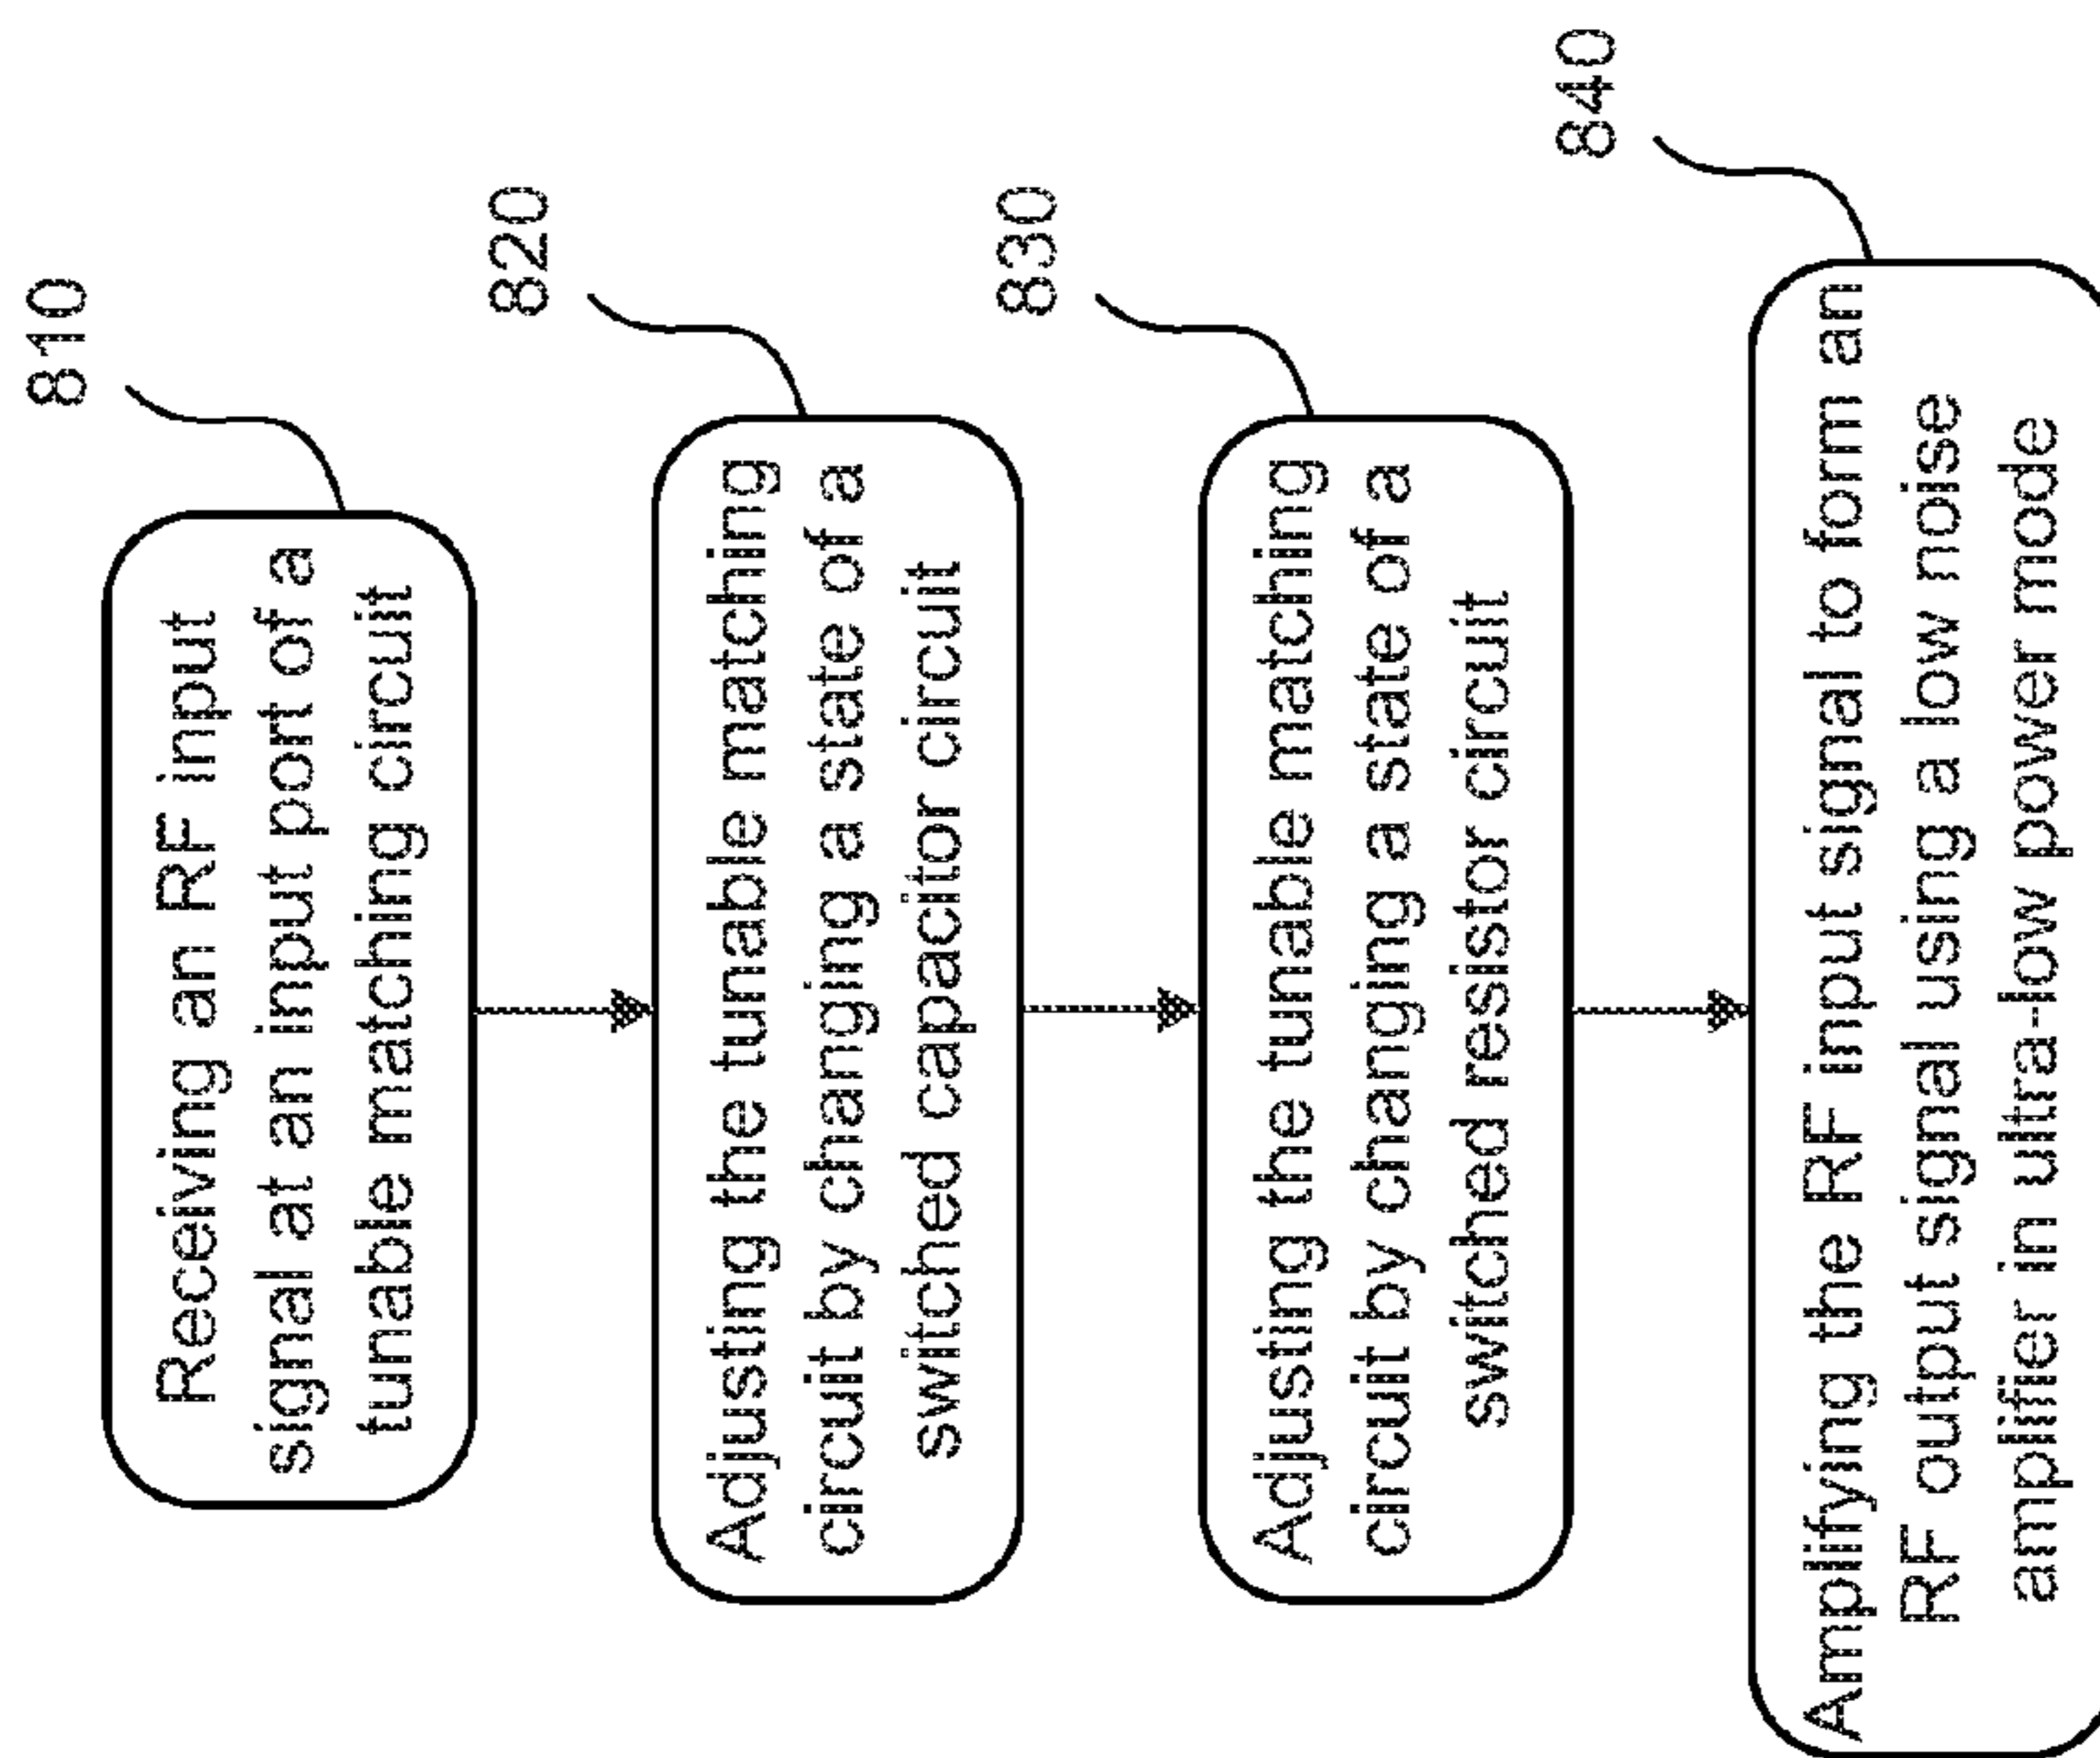 810
Receiving an RF input
signal at an input port of a
tunable matching circuit
820
Adjusting the tunable matching
circuit by changing a state of a
switched capacitor circuit
830
Adjusting the tunable matching
circuit by changing a state of a
switched resistor circuit
840
Amplifying the RF input signal to form an
RF output signal using a low noise
amplifier in ultra-low power mode